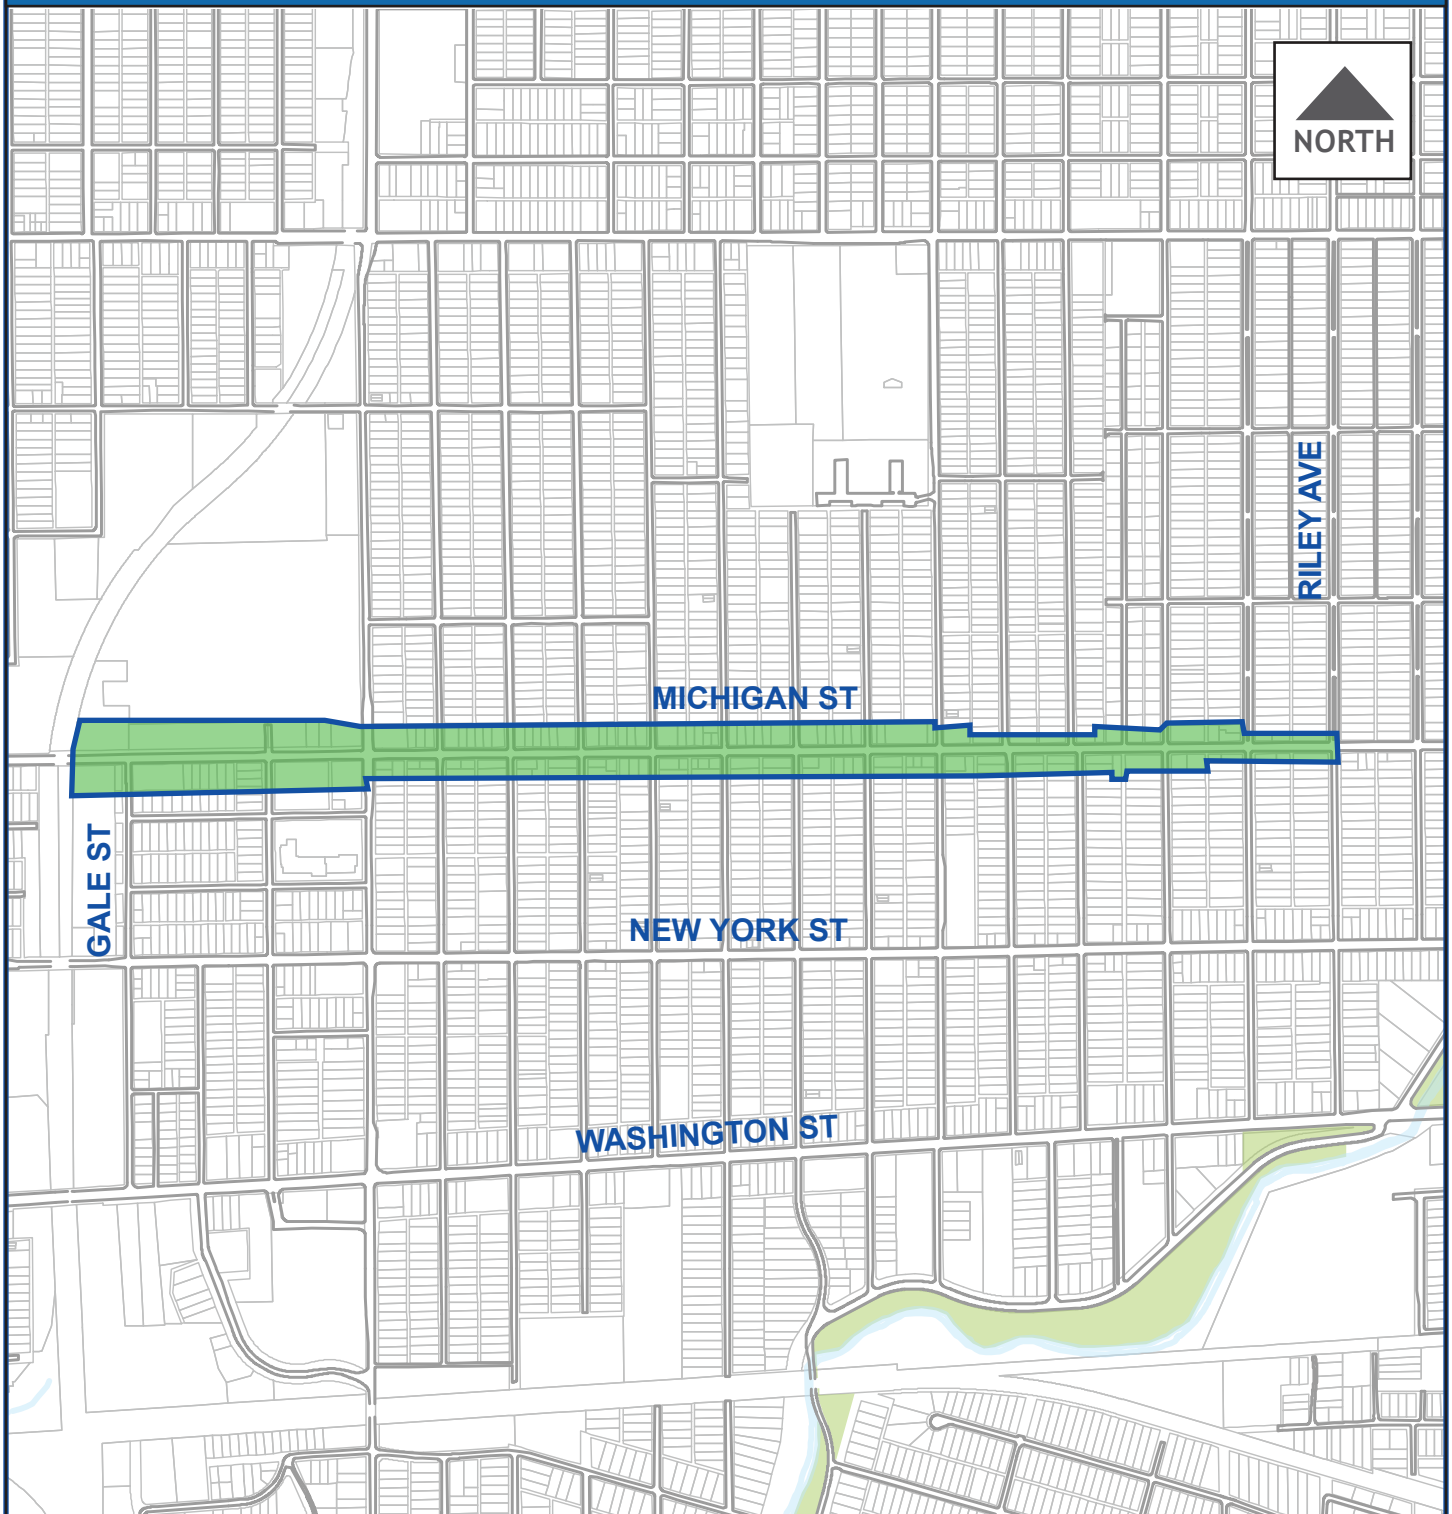 NORTH
RILEY AVE
MICHIGAN ST
GALE ST
NEW YORK ST
WASHINGTON ST